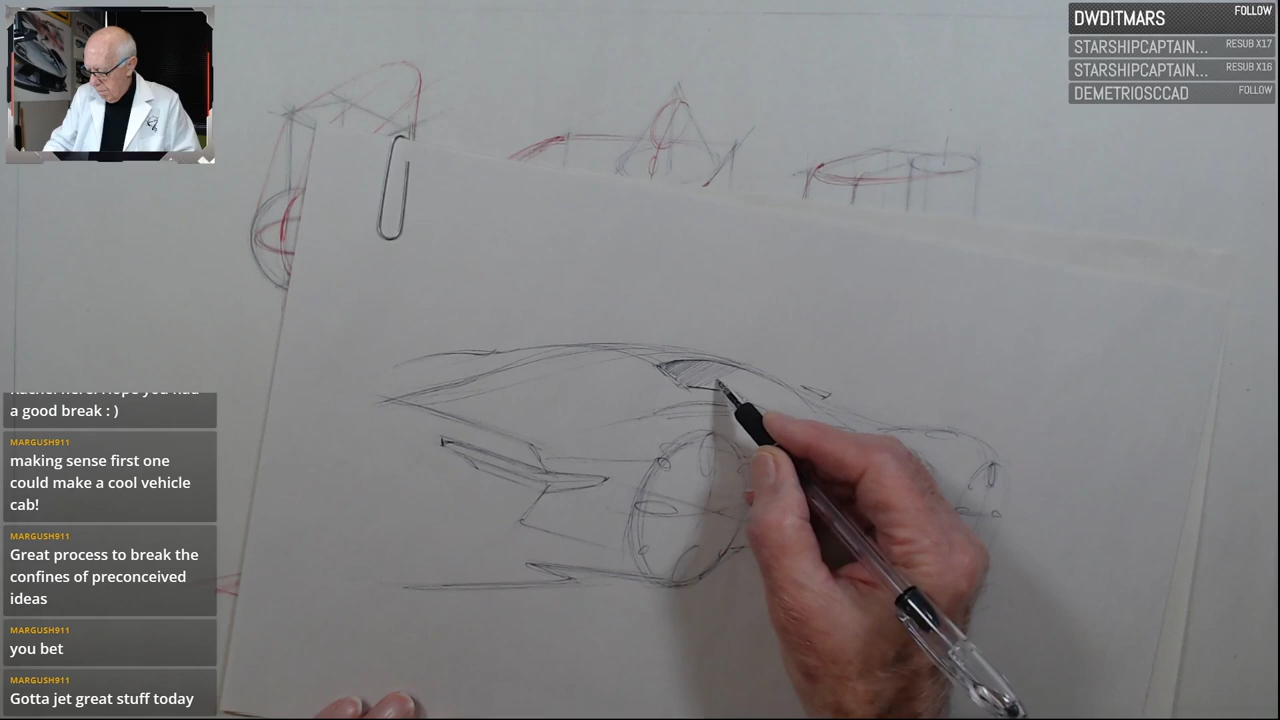 DWDITMARS FOLLOW
STARSHIPCAPTAIN... RESUB X17
STARSHIPCAPTAIN... RESUB X16
DEMETRIOSCCAD FOLLOW
a good break : )
MARGUSH911
making sense first one
could make a cool vehicle
cab!
MARGUSH911
Great process to break the
confines of preconceived
ideas
MARGUSH911
you bet
MARGUSH911
Gotta jet great stuff today